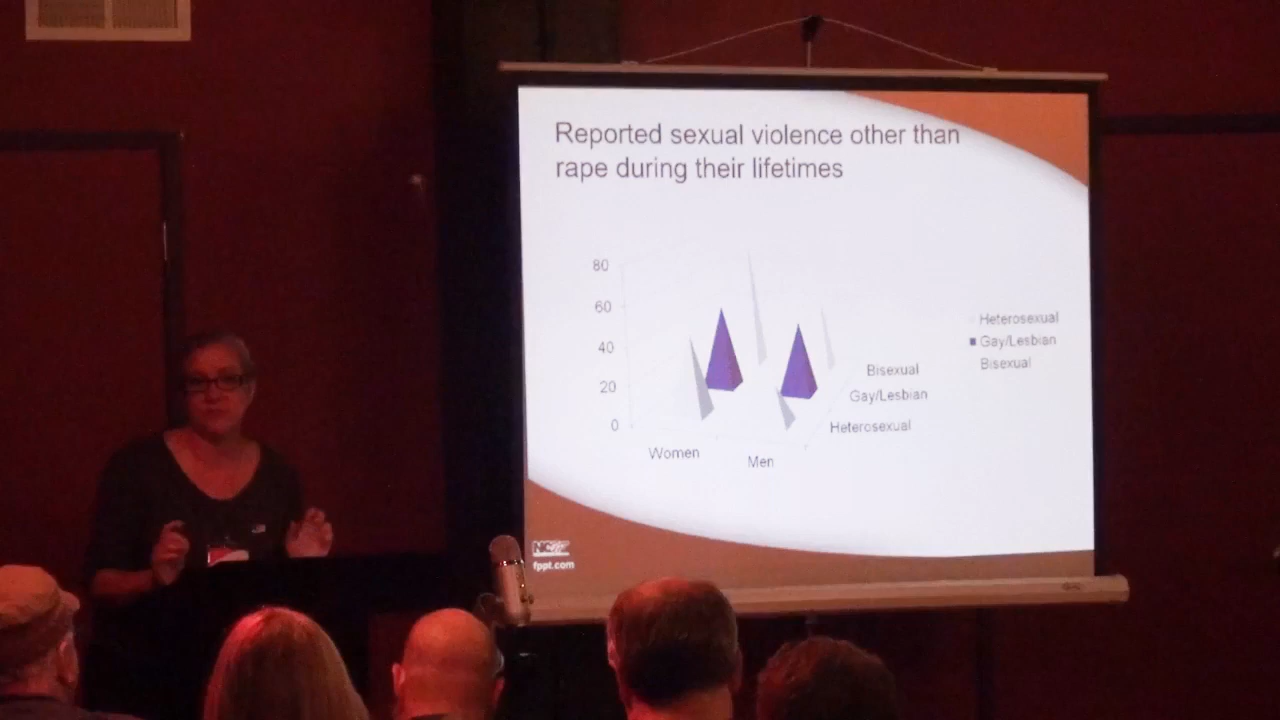 Reported sexual violence other than
rape during their lifetimes
80
60
40
20
0
Women
Men
Bisexual
Gay/Lesbian
Heterosexual
Heterosexual
Gay/Lesbian
Bisexual
fppt.com